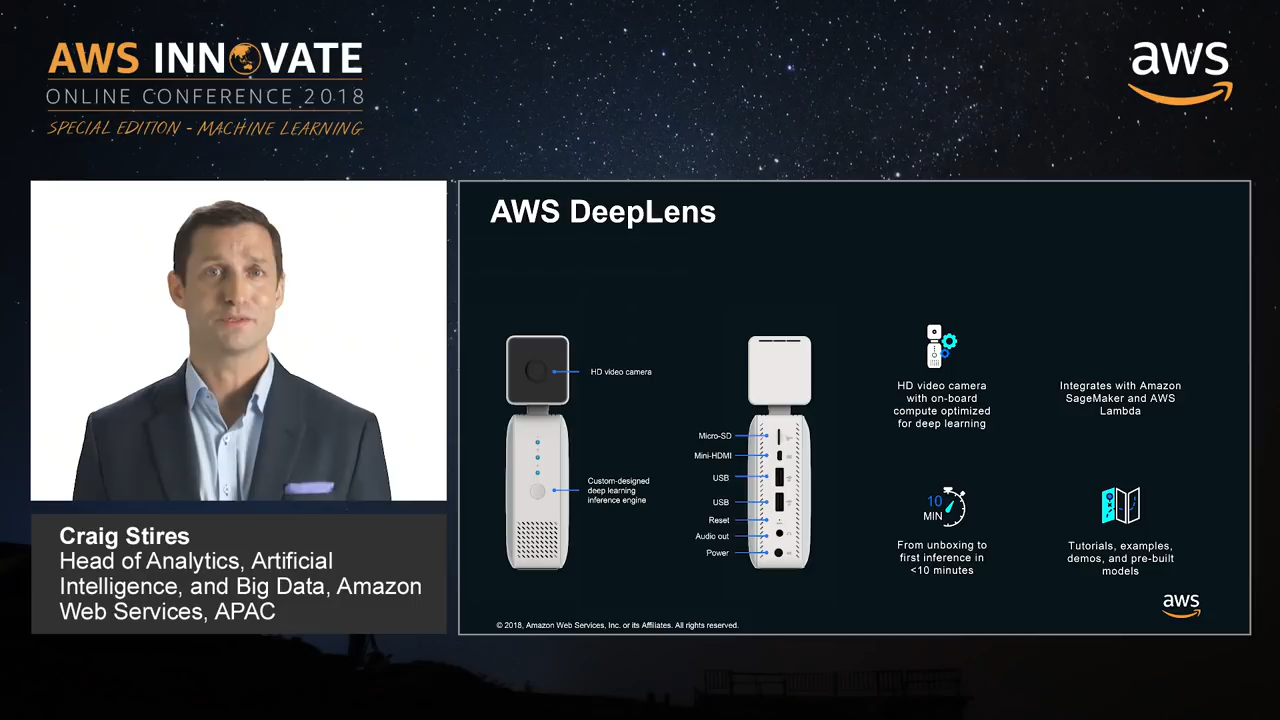 AWS INNOVATE
ONLINE CONFERENCE 2018
SPECIAL EDITION - MACHINE LEARNING
aws
Craig Stires
Head of Analytics, Artificial
Intelligence, and Big Data, Amazon
Web Services, APAC
AWS DeepLens
HD video camera
Custom-designed
deep learning
inference engine
Micro-SD
Mini-HDMI
USB
USB
Reset
Audio out
Power
HD video camera
with on-board
compute optimized
for deep learning
Integrates with Amazon
SageMaker and AWS
Lambda
10
MIN
From unboxing to
first inference in
<10 minutes
Tutorials, examples,
demos, and pre-built
models
aws
© 2018, Amazon Web Services, Inc. or its Affiliates. All rights reserved.